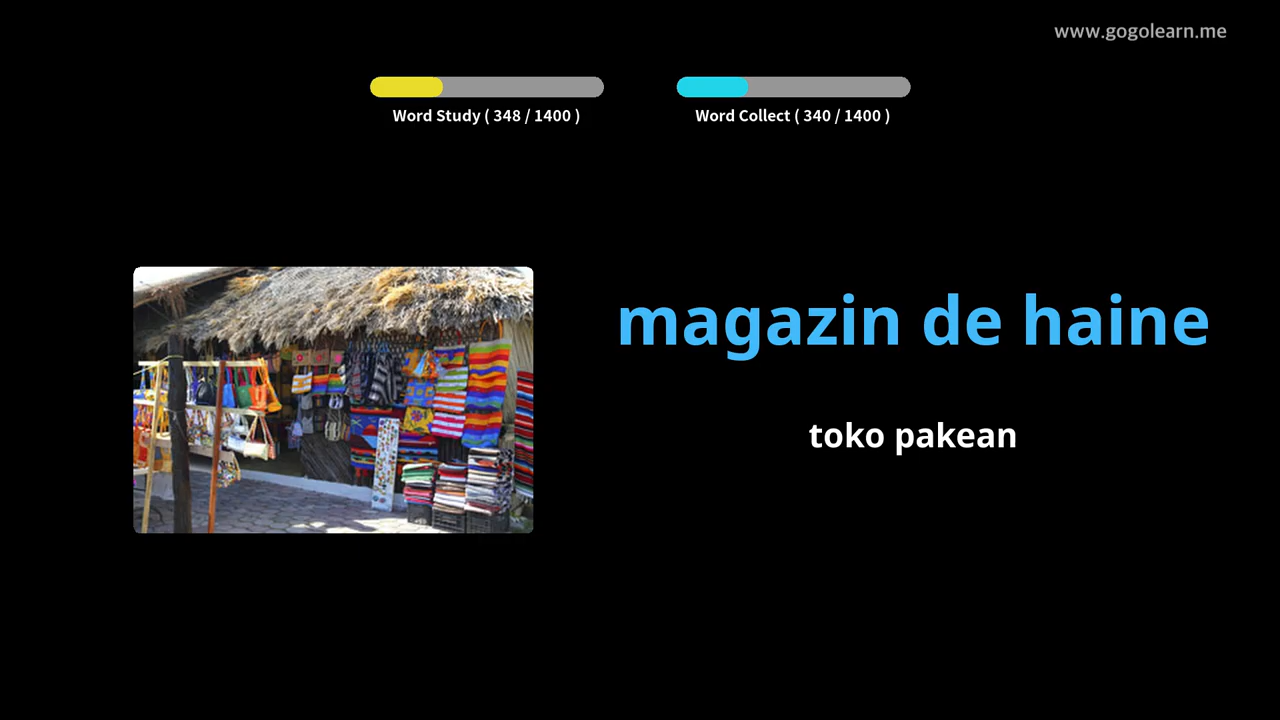 www.gogolearn.me
Word Study ( 348 / 1400 )
Word Collect ( 340 / 1400 )
magazin de haine
toko pakean